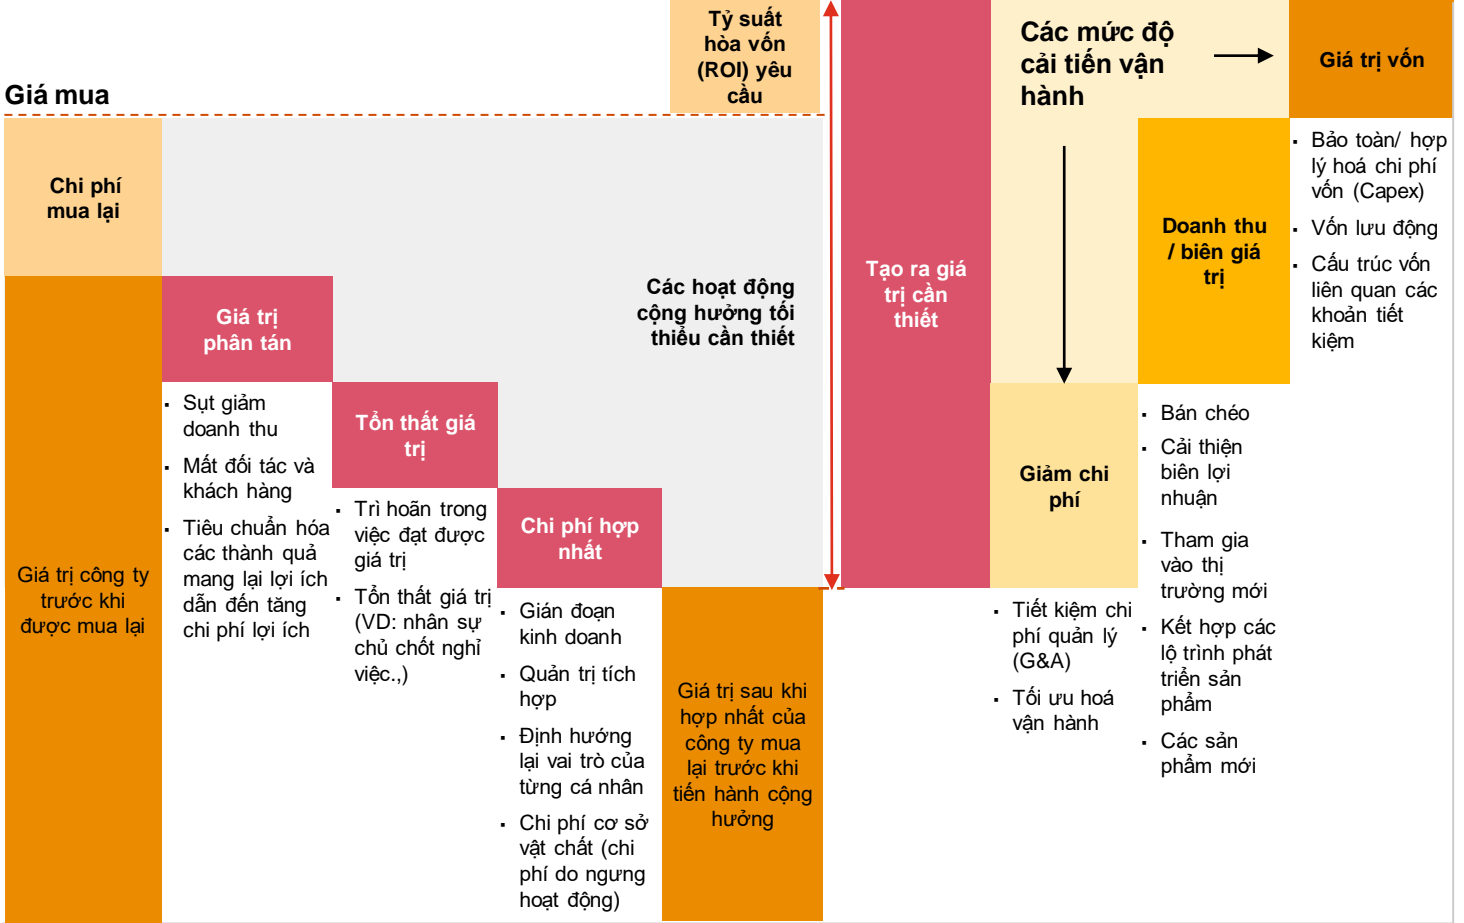 Giá mua
Chi phí
mua lại
Giá trị công ty
trước khi
được mua lại
Giá trị
phân tán
▪ Sụt giảm
doanh thu
▪ Mất đối tác và
khách hàng
▪ Tiêu chuẩn hóa
các thành quả
mang lại lợi ích
dẫn đến tăng
chi phí lợi ích
Tổn thất giá
trị
▪ Trì hoãn trong
việc đạt được
giá trị
▪ Tổn thất giá trị
(VD: nhân sự
chủ chốt nghỉ
việc.,)
Chi phí hợp
nhất
▪ Gián đoạn
kinh doanh
▪ Quản trị tích
hợp
▪ Định hướng
lại vai trò của
từng cá nhân
▪ Chi phí cơ sở
vật chất (chi
phí do ngưng
hoạt động)
Tỷ suất
hòa vốn
(ROI) yêu
cầu
Các hoạt động
cộng hưởng tối
thiểu cần thiết
Giá trị sau khi
hợp nhất của
công ty mua
lại trước khi
tiến hành cộng
hưởng
Tạo ra giá
trị cần
thiết
Các mức độ
cải tiến vận
hành
Giảm chi
phí
▪ Tiết kiệm chi
phí quản lý
(G&A)
▪ Tối ưu hoá
vận hành
Doanh thu
/ biên giá
trị
▪ Bán chéo
▪ Cải thiện
biên lợi
nhuận
▪ Tham gia
vào thị
trường mới
▪ Kết hợp các
lộ trình phát
triển sản
phẩm
▪ Các sản
phẩm mới
Giá trị vốn
▪ Bảo toàn/ hợp
lý hoá chi phí
vốn (Capex)
▪ Vốn lưu động
▪ Cấu trúc vốn
liên quan các
khoản tiết
kiệm